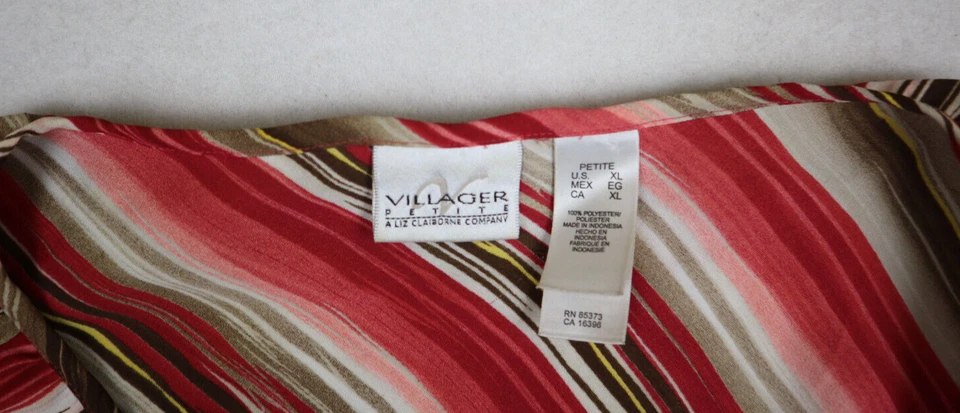 VILLAGER
PETITE
A LIZ CLAIBORNE COMPANY
PETITE
U.S. XL
MEX EG
CA XL
100% POLYESTER/
POLIESTER
MADE IN INDONESIA
HECHO EN
INDONESIA
FABRIQUE EN
INDONESIE
RN 85373
CA 16396